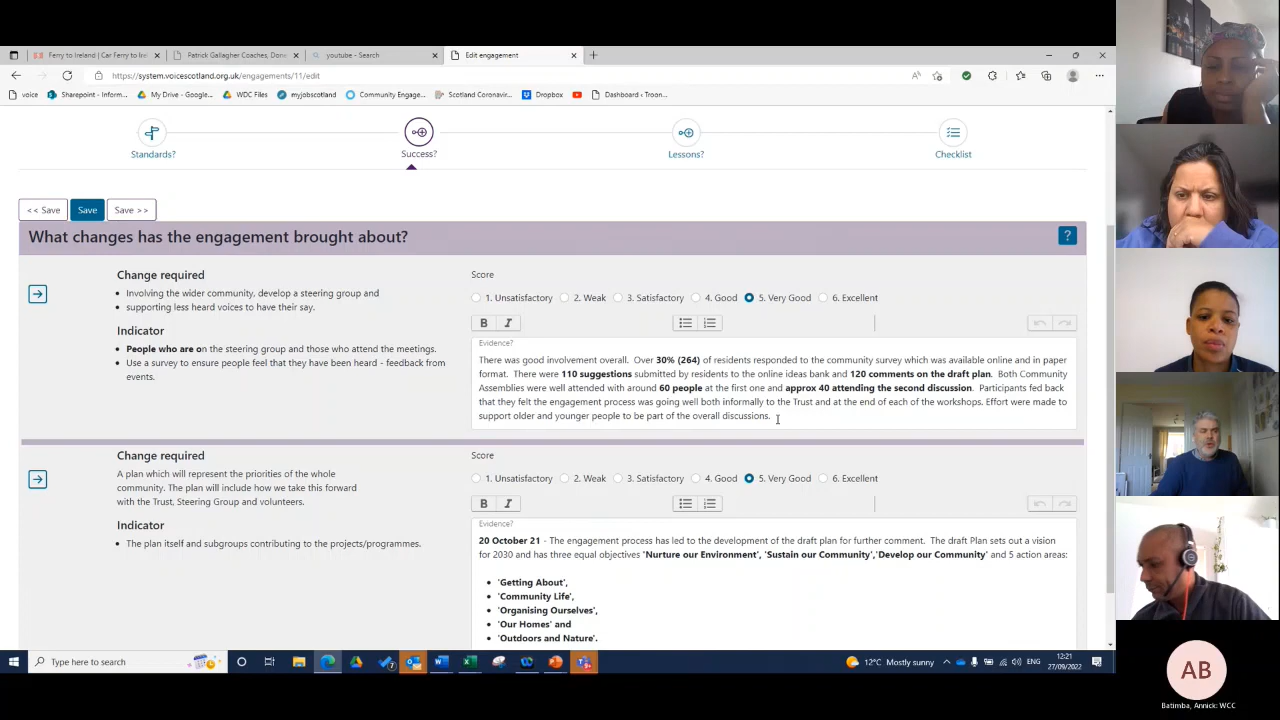 Ferry to Ireland | Car Ferry to Ire
Patrick Gallagher Coaches, Done
youtube - Search
Edit engagement
https://system.voicescotland.org.uk/engagements/11/edit
voice
Sharepoint - Inform...
My Drive - Google...
WDC Files
myjobscotland
Community Engage...
Scotland Coronavir...
Dropbox
Dashboard ‹ Troon...
Standards?
Success?
Lessons?
Checklist
<< Save
Save
Save >>
What changes has the engagement brought about?
?
Change required
Involving the wider community, develop a steering group and
supporting less heard voices to have their say.
Indicator
People who are on the steering group and those who attend the meetings.
Use a survey to ensure people feel that they have been heard - feedback from
events.
Score
1. Unsatisfactory 2. Weak 3. Satisfactory 4. Good 5. Very Good 6. Excellent
B I
Evidence?
There was good involvement overall. Over 30% (264) of residents responded to the community survey which was available online and in paper
format. There were 110 suggestions submitted by residents to the online ideas bank and 120 comments on the draft plan. Both Community
Assemblies were well attended with around 60 people at the first one and approx 40 attending the second discussion. Participants fed back
that they felt the engagement process was going well both informally to the Trust and at the end of each of the workshops. Effort were made to
support older and younger people to be part of the overall discussions.
Change required
A plan which will represent the priorities of the whole
community. The plan will include how we take this forward
with the Trust, Steering Group and volunteers.
Indicator
The plan itself and subgroups contributing to the projects/programmes.
Score
1. Unsatisfactory 2. Weak 3. Satisfactory 4. Good 5. Very Good 6. Excellent
B I
Evidence?
20 October 21 - The engagement process has led to the development of the draft plan for further comment. The draft Plan sets out a vision
for 2030 and has three equal objectives 'Nurture our Environment', 'Sustain our Community','Develop our Community' and 5 action areas:
'Getting About',
'Community Life',
'Organising Ourselves',
'Our Homes' and
'Outdoors and Nature'.
Type here to search
12°C Mostly sunny
ENG
12:21
27/09/2022
AB
Batimba, Annick: WCC